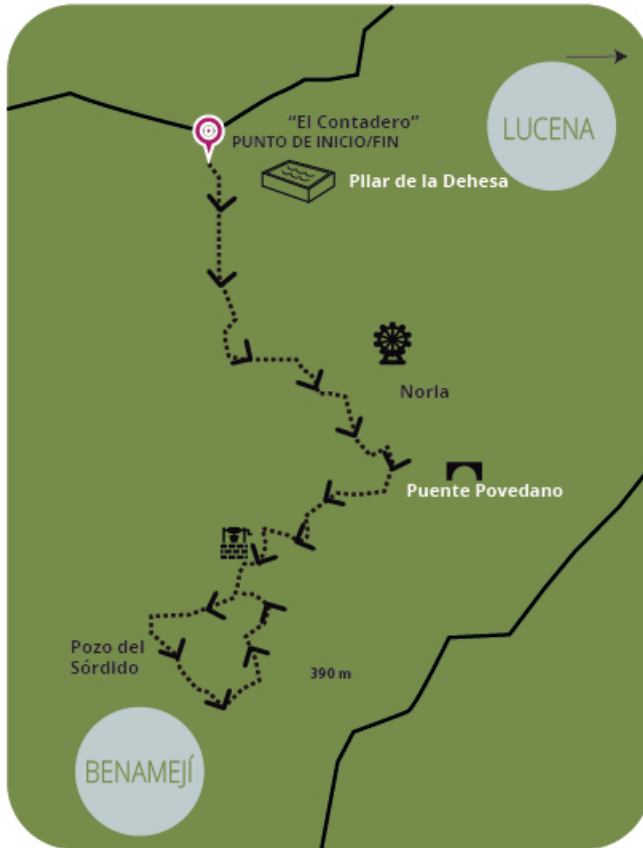 "El Contadero"
PUNTO DE INICIO/FIN
LUCENA
PIlar de la Dehesa
Noria
Puente Povedano
Pozo del
Sórdido
390 m
BENAMEJÍ